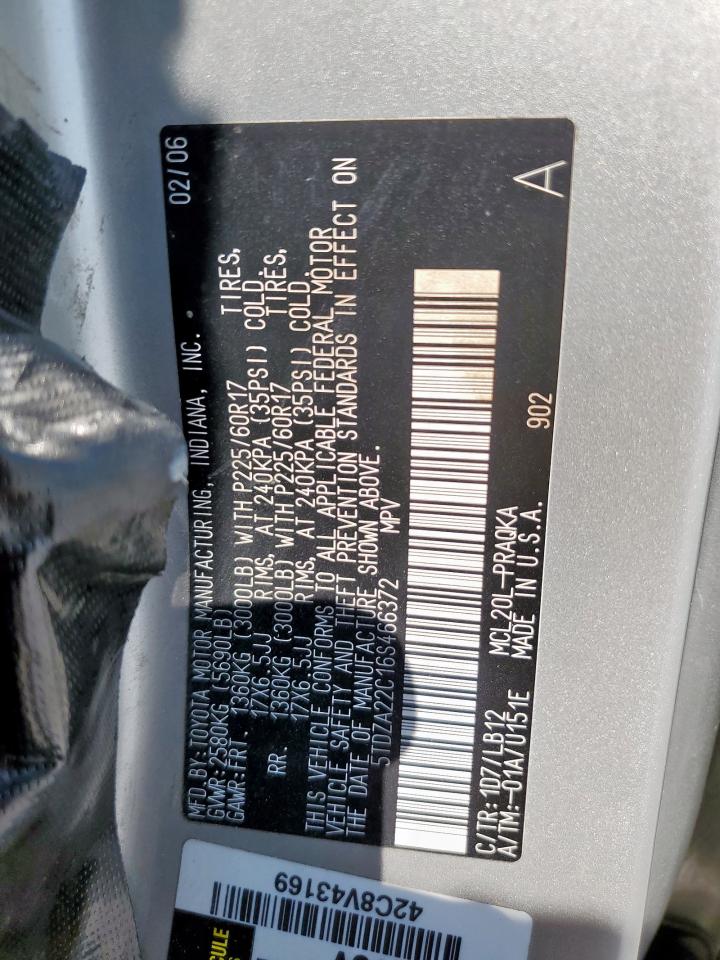 MFD.BY:TOYOTA MOTOR MANUFACTURING, INDIANA, INC. 02/06
GVWR:2580KG (5690LB)
GAWR:FRT. 1360KG (3000LB) WITH P225/60R17 TIRES,
17X6.5JJ RIMS, AT 240KPA (35PSI) COLD.
RR. 1360KG (3000LB) WITH P225/60R17 TIRES,
17X6.5JJ RIMS, AT 240KPA (35PSI) COLD.
THIS VEHICLE CONFORMS TO ALL APPLICABLE FEDERAL MOTOR
VEHICLE SAFETY AND THEFT PREVENTION STANDARDS IN EFFECT ON
THE DATE OF MANUFACTURE SHOWN ABOVE.
5TDZA22C16S466372 MPV
C/TR:1D7/LB12 MCL20L-PRAQKA
A/TM:-01A/U151E MADE IN U.S.A. 902
A
42C8V43169